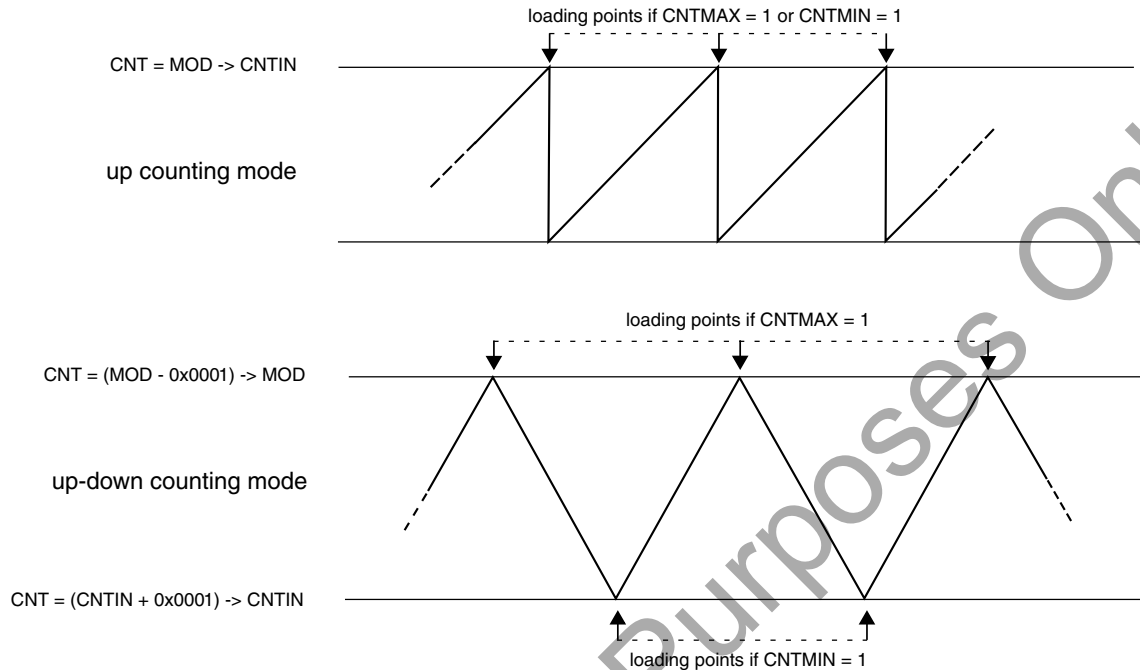 loading points if CNTMAX = 1 or CNTMIN = 1
CNT = MOD -> CNTIN
up counting mode
loading points if CNTMAX = 1
CNT = (MOD - 0x0001) -> MOD
up-down counting mode
CNT = (CNTIN + 0x0001) -> CNTIN
loading points if CNTMIN = 1
Purposes